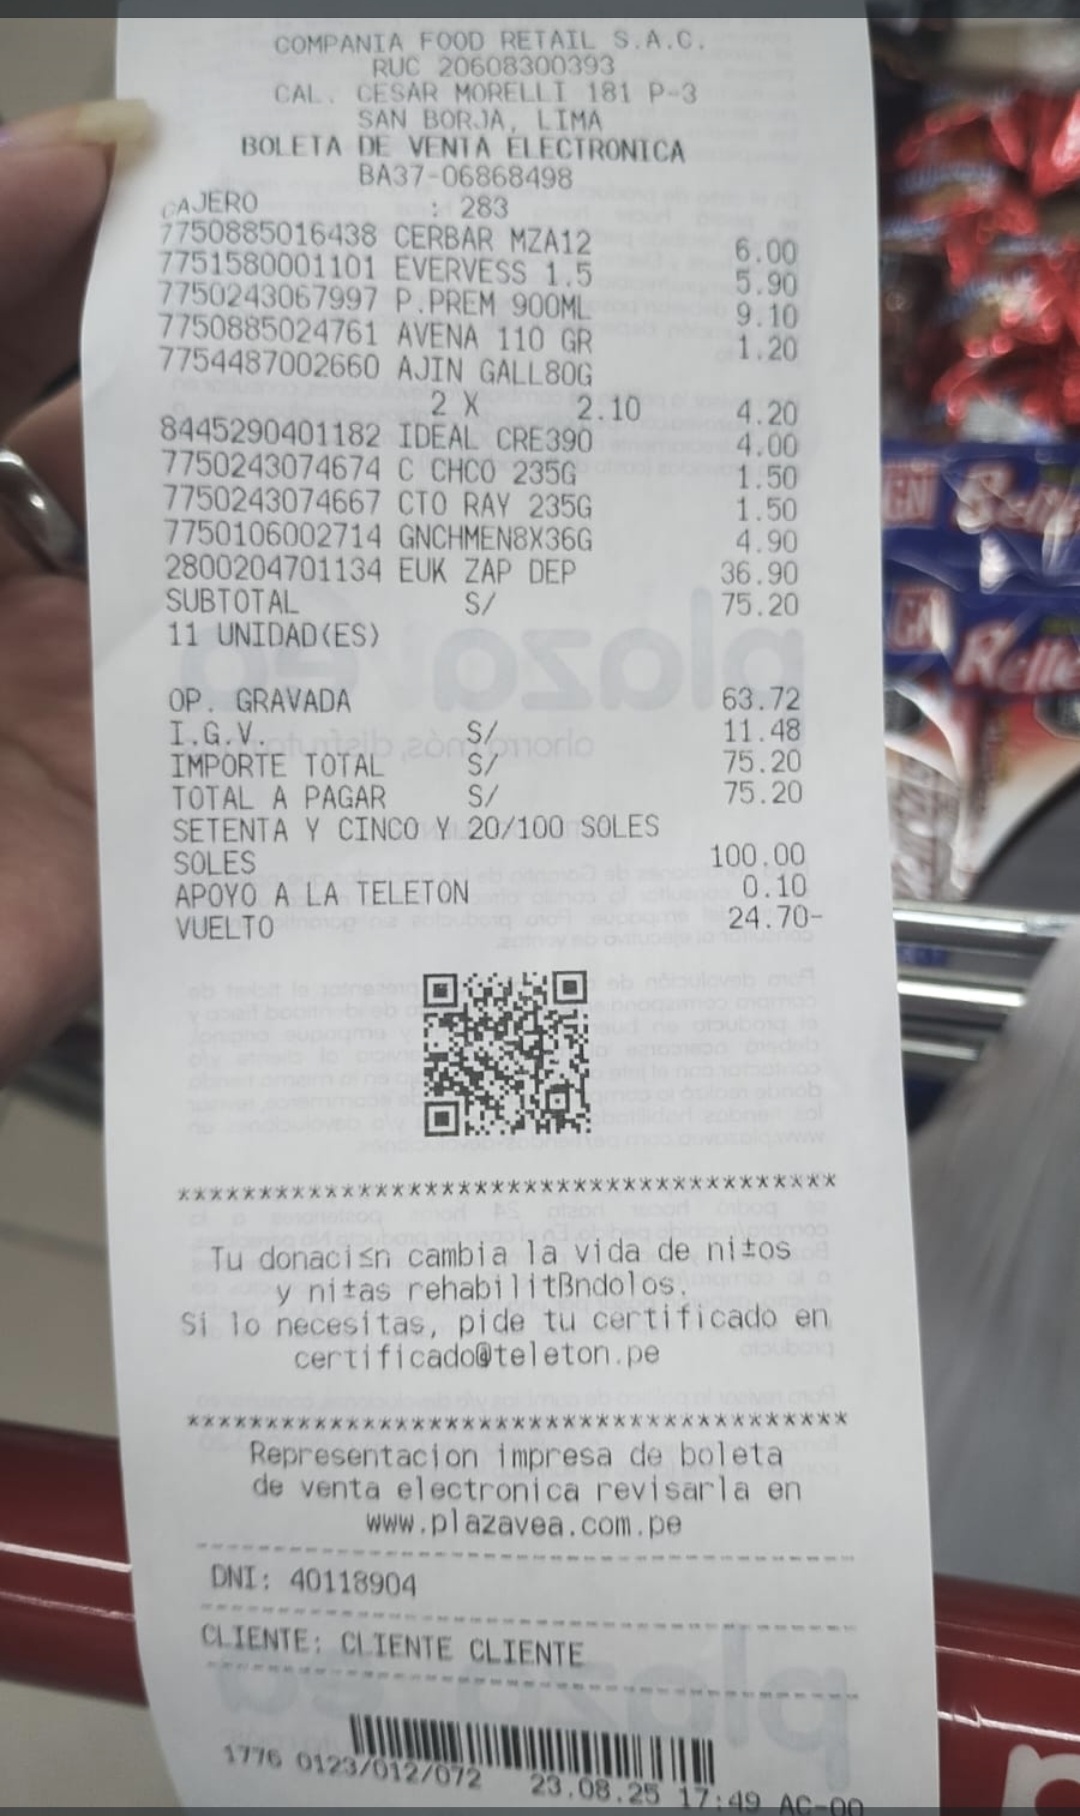 COMPANIA FOOD RETAIL S.A.C.
RUC 20608300393
CAL. CESAR MORELLI 181 P-3
SAN BORJA, LIMA
BOLETA DE VENTA ELECTRONICA
BA37-06868498
CAJERO : 283
7750885016438 CERBAR MZA12 6.00
7751580001101 EVERVESS 1.5 5.90
7750243067997 P.PREM 900ML 9.10
7750885024761 AVENA 110 GR 1.20
7754487002660 AJIN GALL80G
2 X 2.10 4.20
8445290401182 IDEAL CRE390 4.00
7750243074674 C CHCO 235G 1.50
7750243074667 CTO RAY 235G 1.50
7750106002714 GNCHMEN8X36G 4.90
2800204701134 EUK ZAP DEP 36.90
SUBTOTAL S/ 75.20
11 UNIDAD(ES)
OP. GRAVADA 63.72
I.G.V. S/ 11.48
IMPORTE TOTAL S/ 75.20
TOTAL A PAGAR S/ 75.20
SETENTA Y CINCO Y 20/100 SOLES
SOLES 100.00
APOYO A LA TELETON 0.10
VUELTO 24.70-
****************************************
Tu donaci≤n cambia la vida de ni±os
y ni±as rehabilitßndolos.
Si lo necesitas, pide tu certificado en
certificado@teleton.pe
****************************************
Representacion impresa de boleta
de venta electronica revisarla en
www.plazavea.com.pe
DNI: 40118904
CLIENTE: CLIENTE CLIENTE
1776 0123/012/072 23.08.25 17:49 AC-00